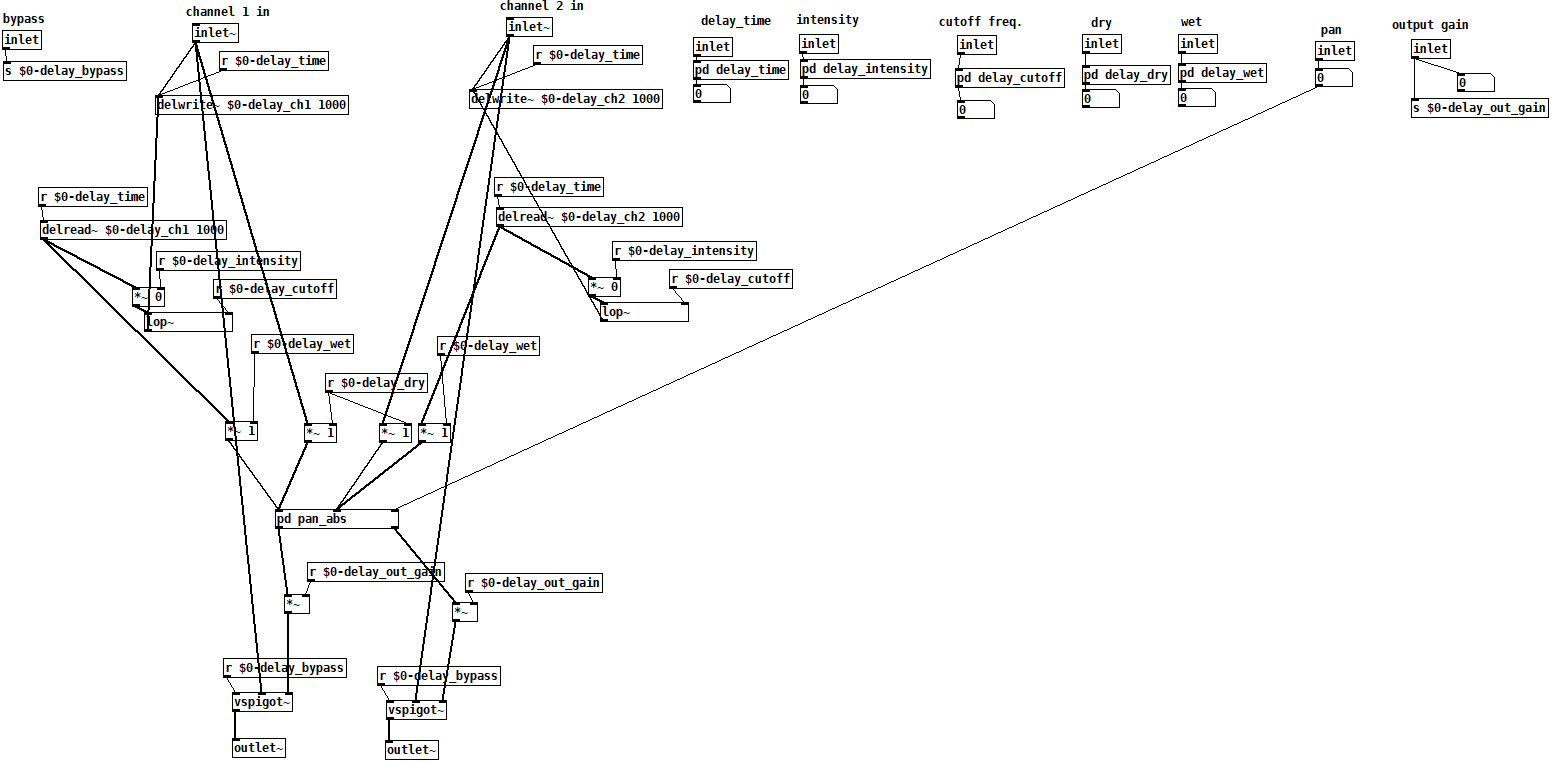 bypass
inlet
s $0-delay_bypass
channel 1 in
inlet~
r $0-delay_time
delwrite~ $0-delay_ch1 1000
channel 2 in
inlet~
r $0-delay_time
delwrite~ $0-delay_ch2 1000
delay_time
inlet
pd delay_time
0
intensity
inlet
pd delay_intensity
0
cutoff freq.
inlet
pd delay_cutoff
0
dry
inlet
pd delay_dry
0
wet
inlet
pd delay_wet
0
pan
inlet
0
output gain
inlet
0
s $0-delay_out_gain
r $0-delay_time
delread~ $0-delay_ch1 1000
r $0-delay_intensity
*~ 0
r $0-delay_cutoff
lop~
r $0-delay_time
delread~ $0-delay_ch2 1000
r $0-delay_intensity
*~ 0
r $0-delay_cutoff
lop~
r $0-delay_wet
r $0-delay_dry
r $0-delay_wet
*~ 1
*~ 1
*~ 1
*~ 1
pd pan_abs
r $0-delay_out_gain
*~
r $0-delay_out_gain
*~
r $0-delay_bypass
vspigot~
outlet~
r $0-delay_bypass
vspigot~
outlet~